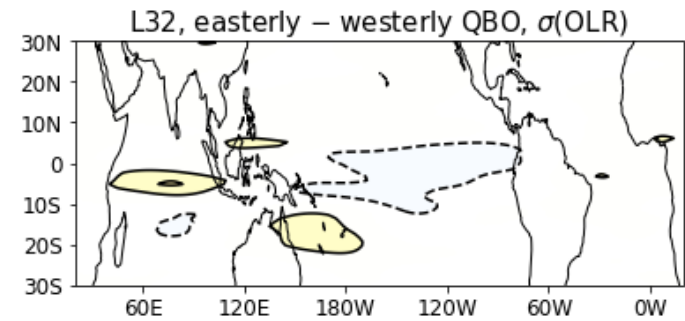 L32, easterly − westerly QBO, σ(OLR)
30N
20N
10N
0
10S
20S
30S
60E 120E 180W 120W 60W 0W